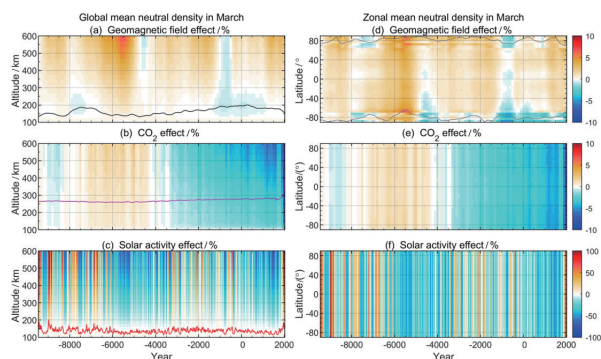 Global mean neutral density in March
(a) Geomagnetic field effect / %
Altitude / km
600
500
400
300
200
100
(b) CO2 effect / %
Altitude / km
600
500
400
300
200
100
(c) Solar activity effect / %
Altitude / km
600
500
400
300
200
100
-8000 -6000 -4000 -2000 0 2000
Year
Zonal mean neutral density in March
(d) Geomagnetic field effect / %
Latitude / °
80
40
0
-40
-80
10
5
0
-5
-10
(e) CO2 effect / %
Latitude /(°)
80
40
0
-40
-80
10
5
0
-5
-10
(f) Solar activity effect / %
Latitude /(°)
80
40
0
-40
-80
100
50
0
-50
-100
-8000 -6000 -4000 -2000 0 2000
Year